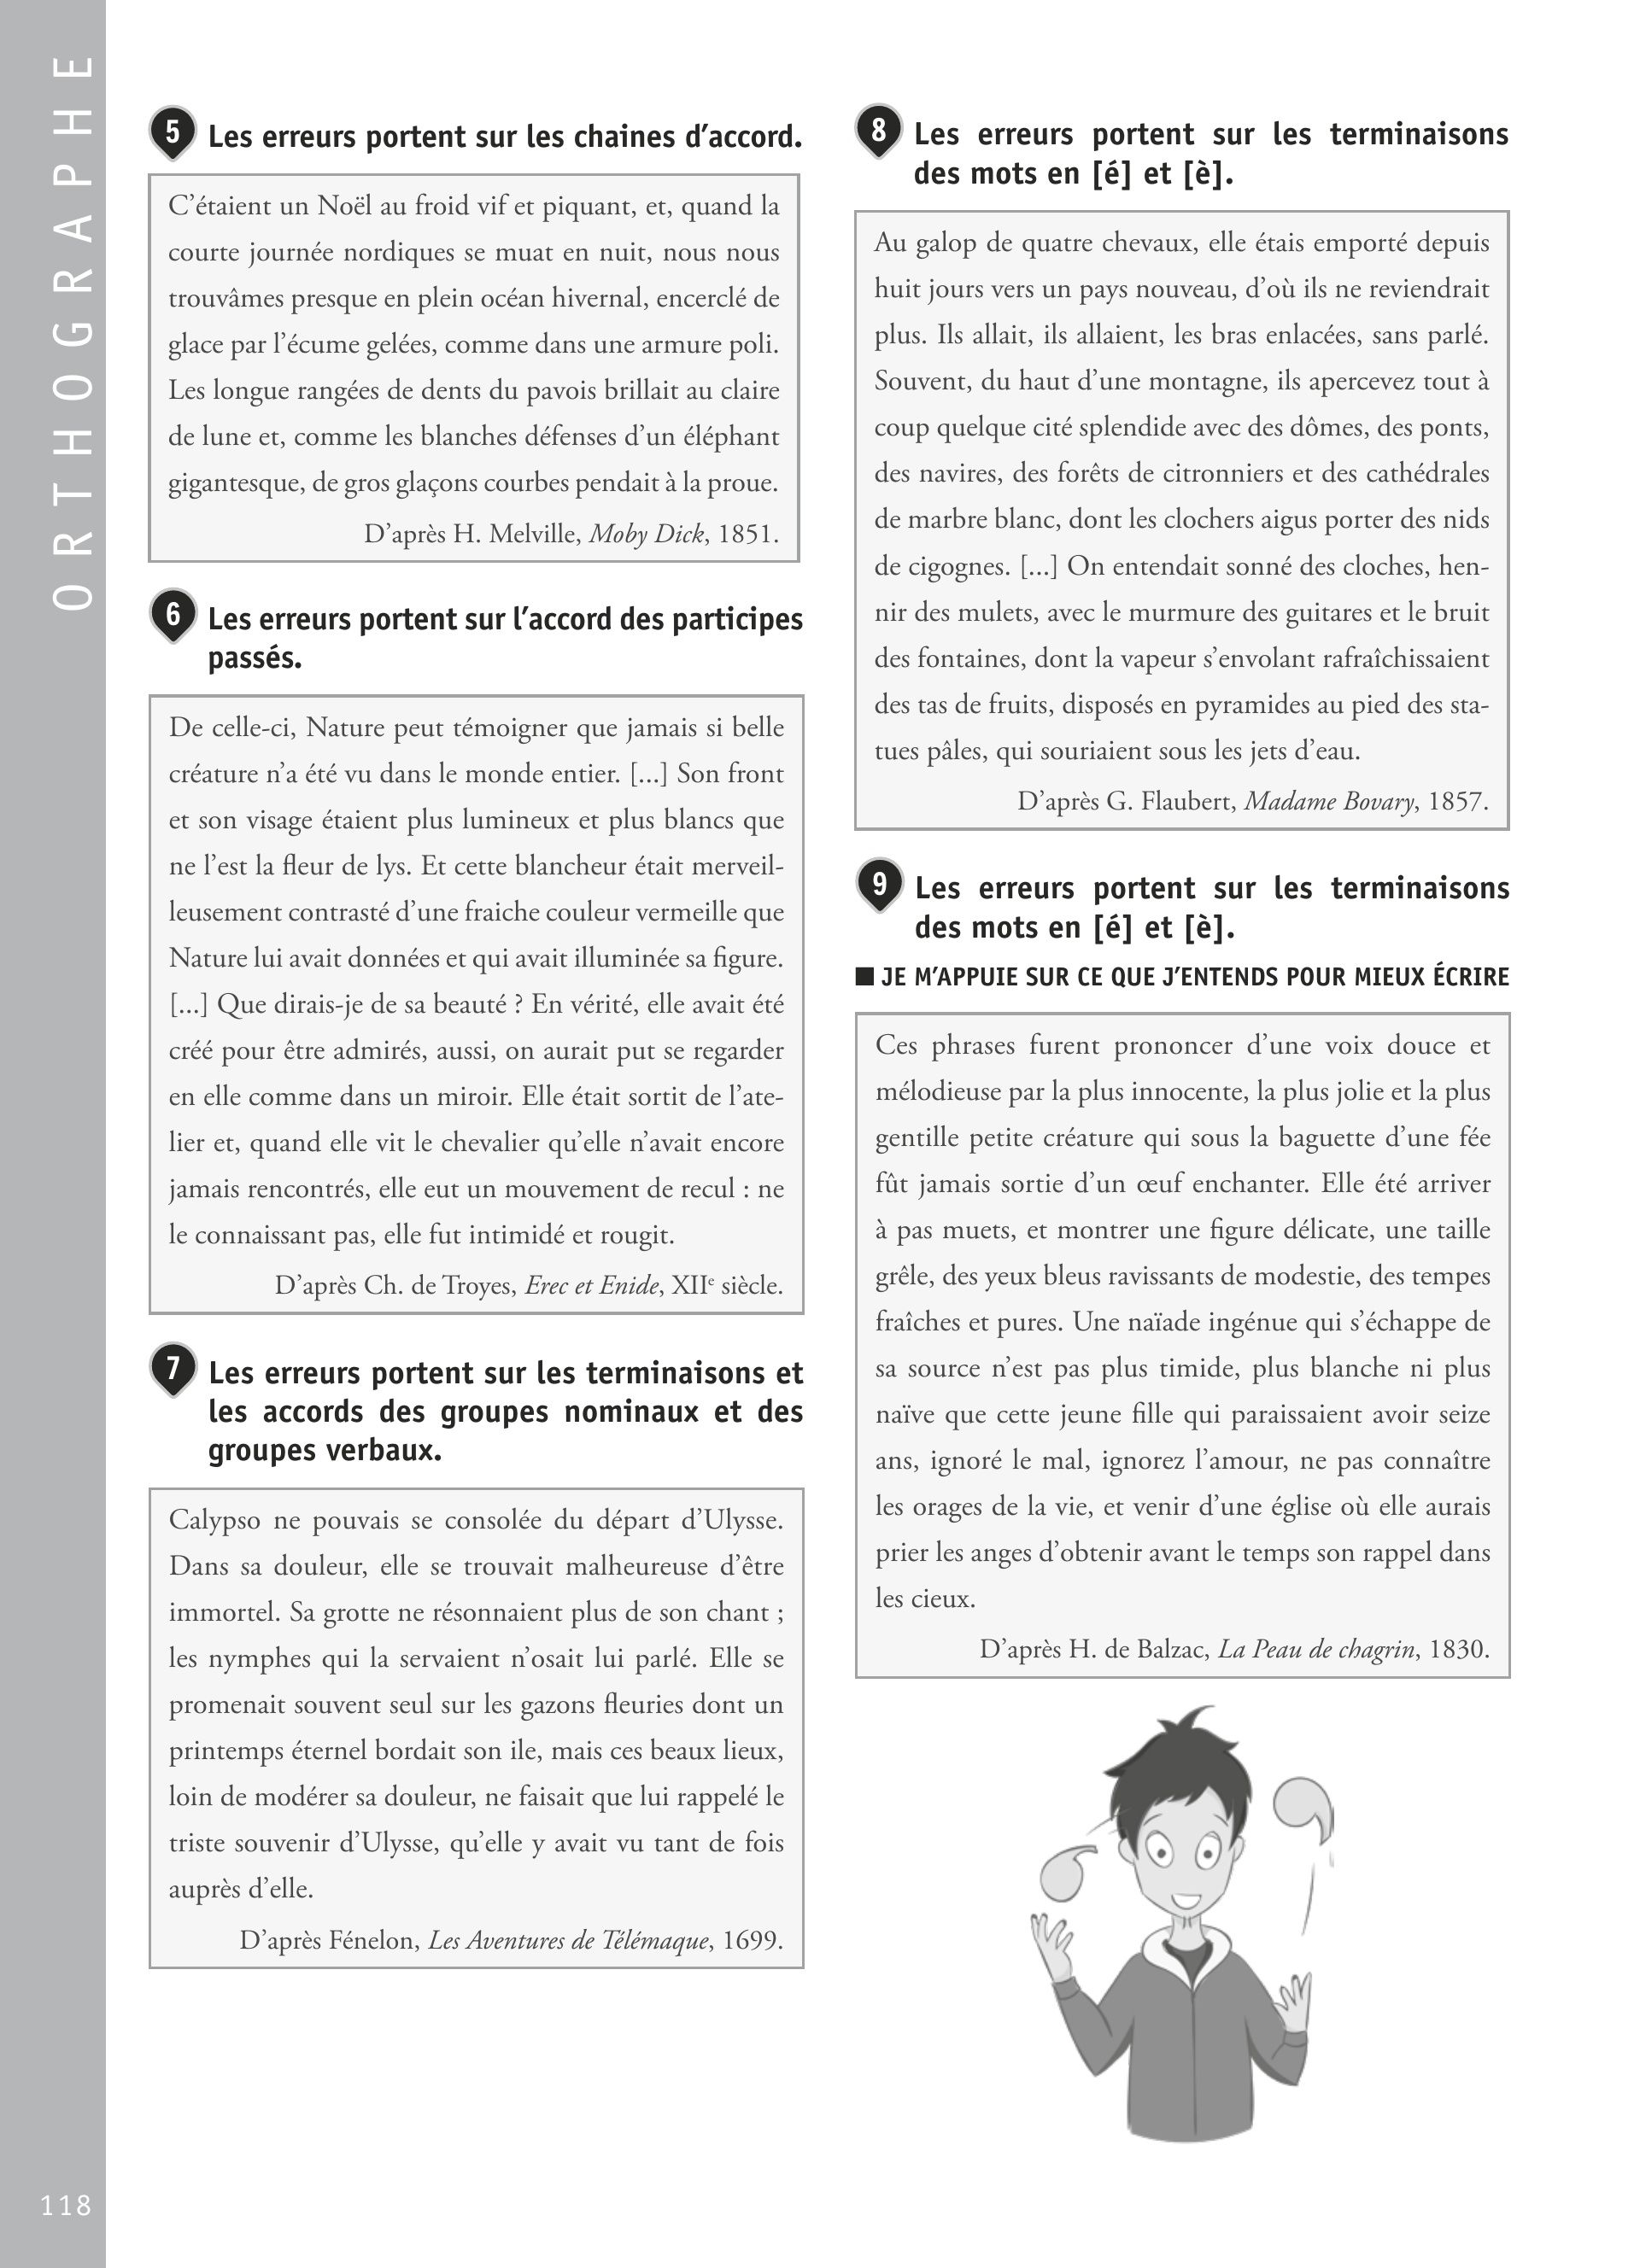 ORTHOGRAPHE
5 Les erreurs portent sur les chaines d’accord.
C’étaient un Noël au froid vif et piquant, et, quand la
courte journée nordiques se muat en nuit, nous nous
trouvâmes presque en plein océan hivernal, encerclé de
glace par l’écume gelées, comme dans une armure poli.
Les longue rangées de dents du pavois brillait au claire
de lune et, comme les blanches défenses d’un éléphant
gigantesque, de gros glaçons courbes pendait à la proue.
D’après H. Melville, Moby Dick, 1851.
6 Les erreurs portent sur l’accord des participes
passés.
De celle-ci, Nature peut témoigner que jamais si belle
créature n’a été vu dans le monde entier. [...] Son front
et son visage étaient plus lumineux et plus blancs que
ne l’est la fleur de lys. Et cette blancheur était merveil-
leusement contrasté d’une fraiche couleur vermeille que
Nature lui avait données et qui avait illuminée sa figure.
[...] Que dirais-je de sa beauté ? En vérité, elle avait été
créé pour être admirés, aussi, on aurait put se regarder
en elle comme dans un miroir. Elle était sortit de l’ate-
lier et, quand elle vit le chevalier qu’elle n’avait encore
jamais rencontrés, elle eut un mouvement de recul : ne
le connaissant pas, elle fut intimidé et rougit.
D’après Ch. de Troyes, Erec et Enide, XIIe siècle.
7 Les erreurs portent sur les terminaisons et
les accords des groupes nominaux et des
groupes verbaux.
Calypso ne pouvais se consolée du départ d’Ulysse.
Dans sa douleur, elle se trouvait malheureuse d’être
immortel. Sa grotte ne résonnaient plus de son chant ;
les nymphes qui la servaient n’osait lui parlé. Elle se
promenait souvent seul sur les gazons fleuries dont un
printemps éternel bordait son ile, mais ces beaux lieux,
loin de modérer sa douleur, ne faisait que lui rappelé le
triste souvenir d’Ulysse, qu’elle y avait vu tant de fois
auprès d’elle.
D’après Fénelon, Les Aventures de Télémaque, 1699.
8 Les erreurs portent sur les terminaisons
des mots en [é] et [è].
Au galop de quatre chevaux, elle étais emporté depuis
huit jours vers un pays nouveau, d’où ils ne reviendrait
plus. Ils allait, ils allaient, les bras enlacées, sans parlé.
Souvent, du haut d’une montagne, ils apercevez tout à
coup quelque cité splendide avec des dômes, des ponts,
des navires, des forêts de citronniers et des cathédrales
de marbre blanc, dont les clochers aigus porter des nids
de cigognes. [...] On entendait sonné des cloches, hen-
nir des mulets, avec le murmure des guitares et le bruit
des fontaines, dont la vapeur s’envolant rafraîchissaient
des tas de fruits, disposés en pyramides au pied des sta-
tues pâles, qui souriaient sous les jets d’eau.
D’après G. Flaubert, Madame Bovary, 1857.
9 Les erreurs portent sur les terminaisons
des mots en [é] et [è].
■ JE M’APPUIE SUR CE QUE J’ENTENDS POUR MIEUX ÉCRIRE
Ces phrases furent prononcer d’une voix douce et
mélodieuse par la plus innocente, la plus jolie et la plus
gentille petite créature qui sous la baguette d’une fée
fût jamais sortie d’un œuf enchanter. Elle été arriver
à pas muets, et montrer une figure délicate, une taille
grêle, des yeux bleus ravissants de modestie, des tempes
fraîches et pures. Une naïade ingénue qui s’échappe de
sa source n’est pas plus timide, plus blanche ni plus
naïve que cette jeune fille qui paraissaient avoir seize
ans, ignoré le mal, ignorez l’amour, ne pas connaître
les orages de la vie, et venir d’une église où elle aurais
prier les anges d’obtenir avant le temps son rappel dans
les cieux.
D’après H. de Balzac, La Peau de chagrin, 1830.
118